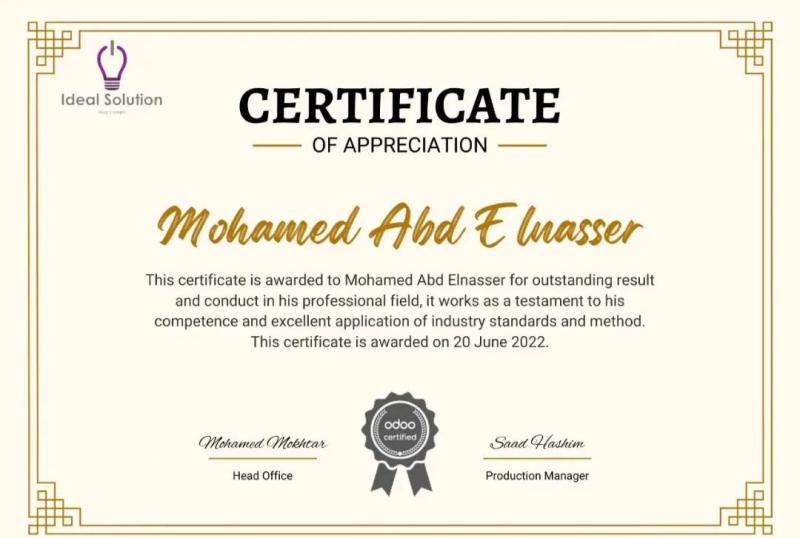 Ideal Solution
CERTIFICATE
OF APPRECIATION
Mohamed Abd Elnasser
This certificate is awarded to Mohamed Abd Elnasser for outstanding result
and conduct in his professional field, it works as a testament to his
competence and excellent application of industry standards and method.
This certificate is awarded on 20 June 2022.
odoo
certified
Mohamed Mokhtar
Saad Hashim
Head Office
Production Manager